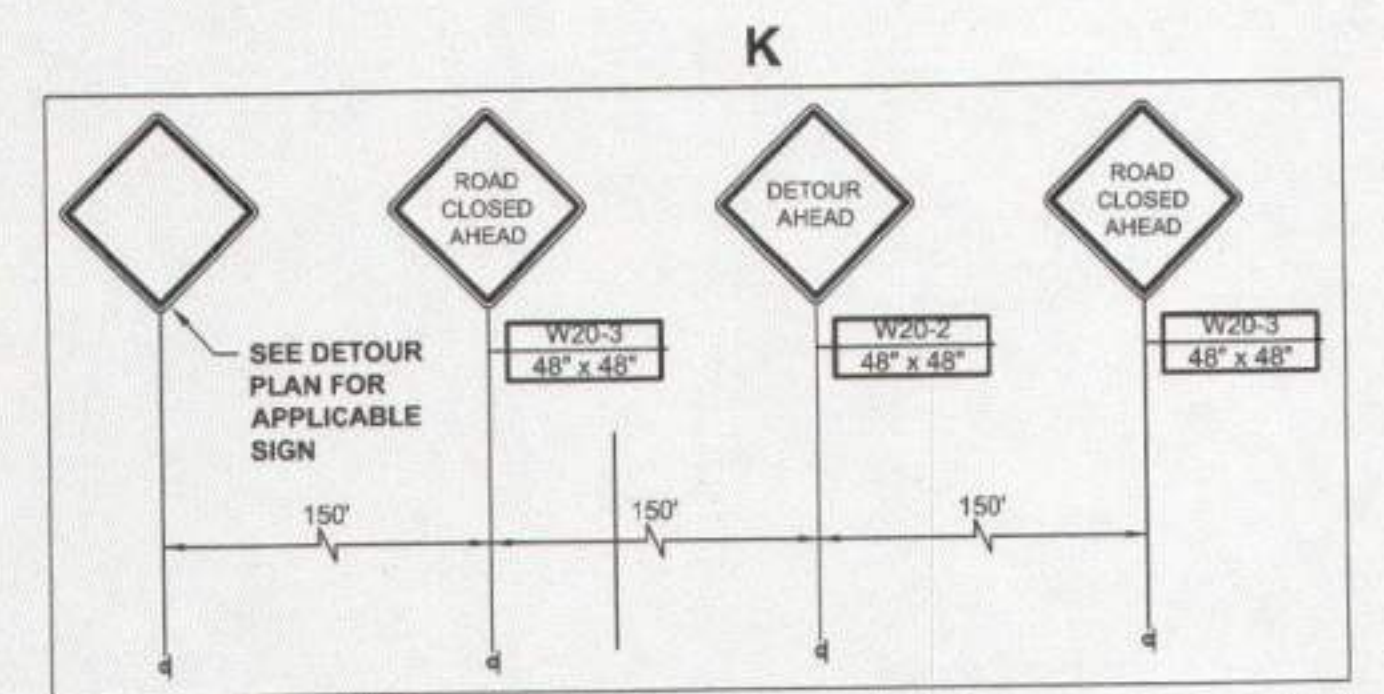 K
ROAD
CLOSED
AHEAD
DETOUR
AHEAD
ROAD
CLOSED
AHEAD
W20-3
48" x 48"
W20-2
48" x 48"
W20-3
48" x 48"
SEE DETOUR
PLAN FOR
APPLICABLE
SIGN
150'
150'
150'